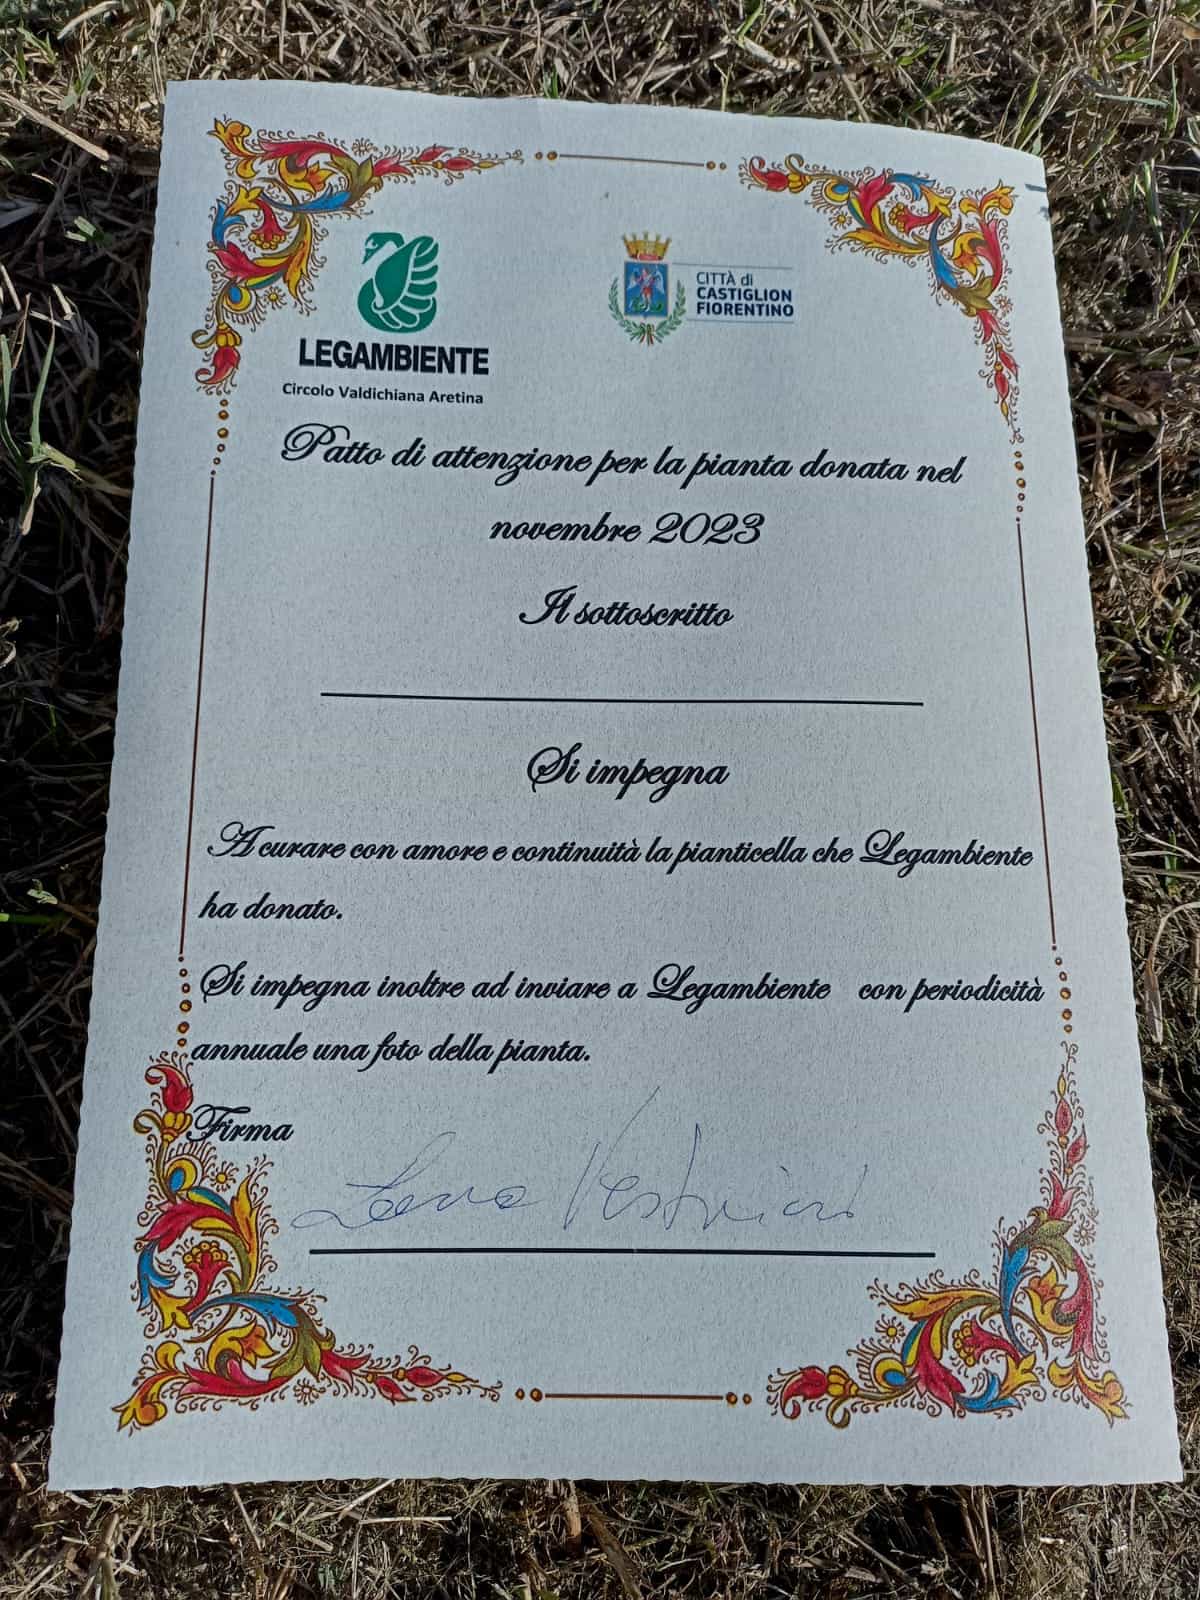 LEGAMBIENTE
Circolo Valdichiana Aretina
CITTÀ di
CASTIGLION
FIORENTINO
Patto di attenzione per la pianta donata nel
novembre 2023
Il sottoscritto
Si impegna
A curare con amore e continuità la pianticella che Legambiente
ha donato.
Si impegna inoltre ad inviare a Legambiente con periodicità
annuale una foto della pianta.
Firma